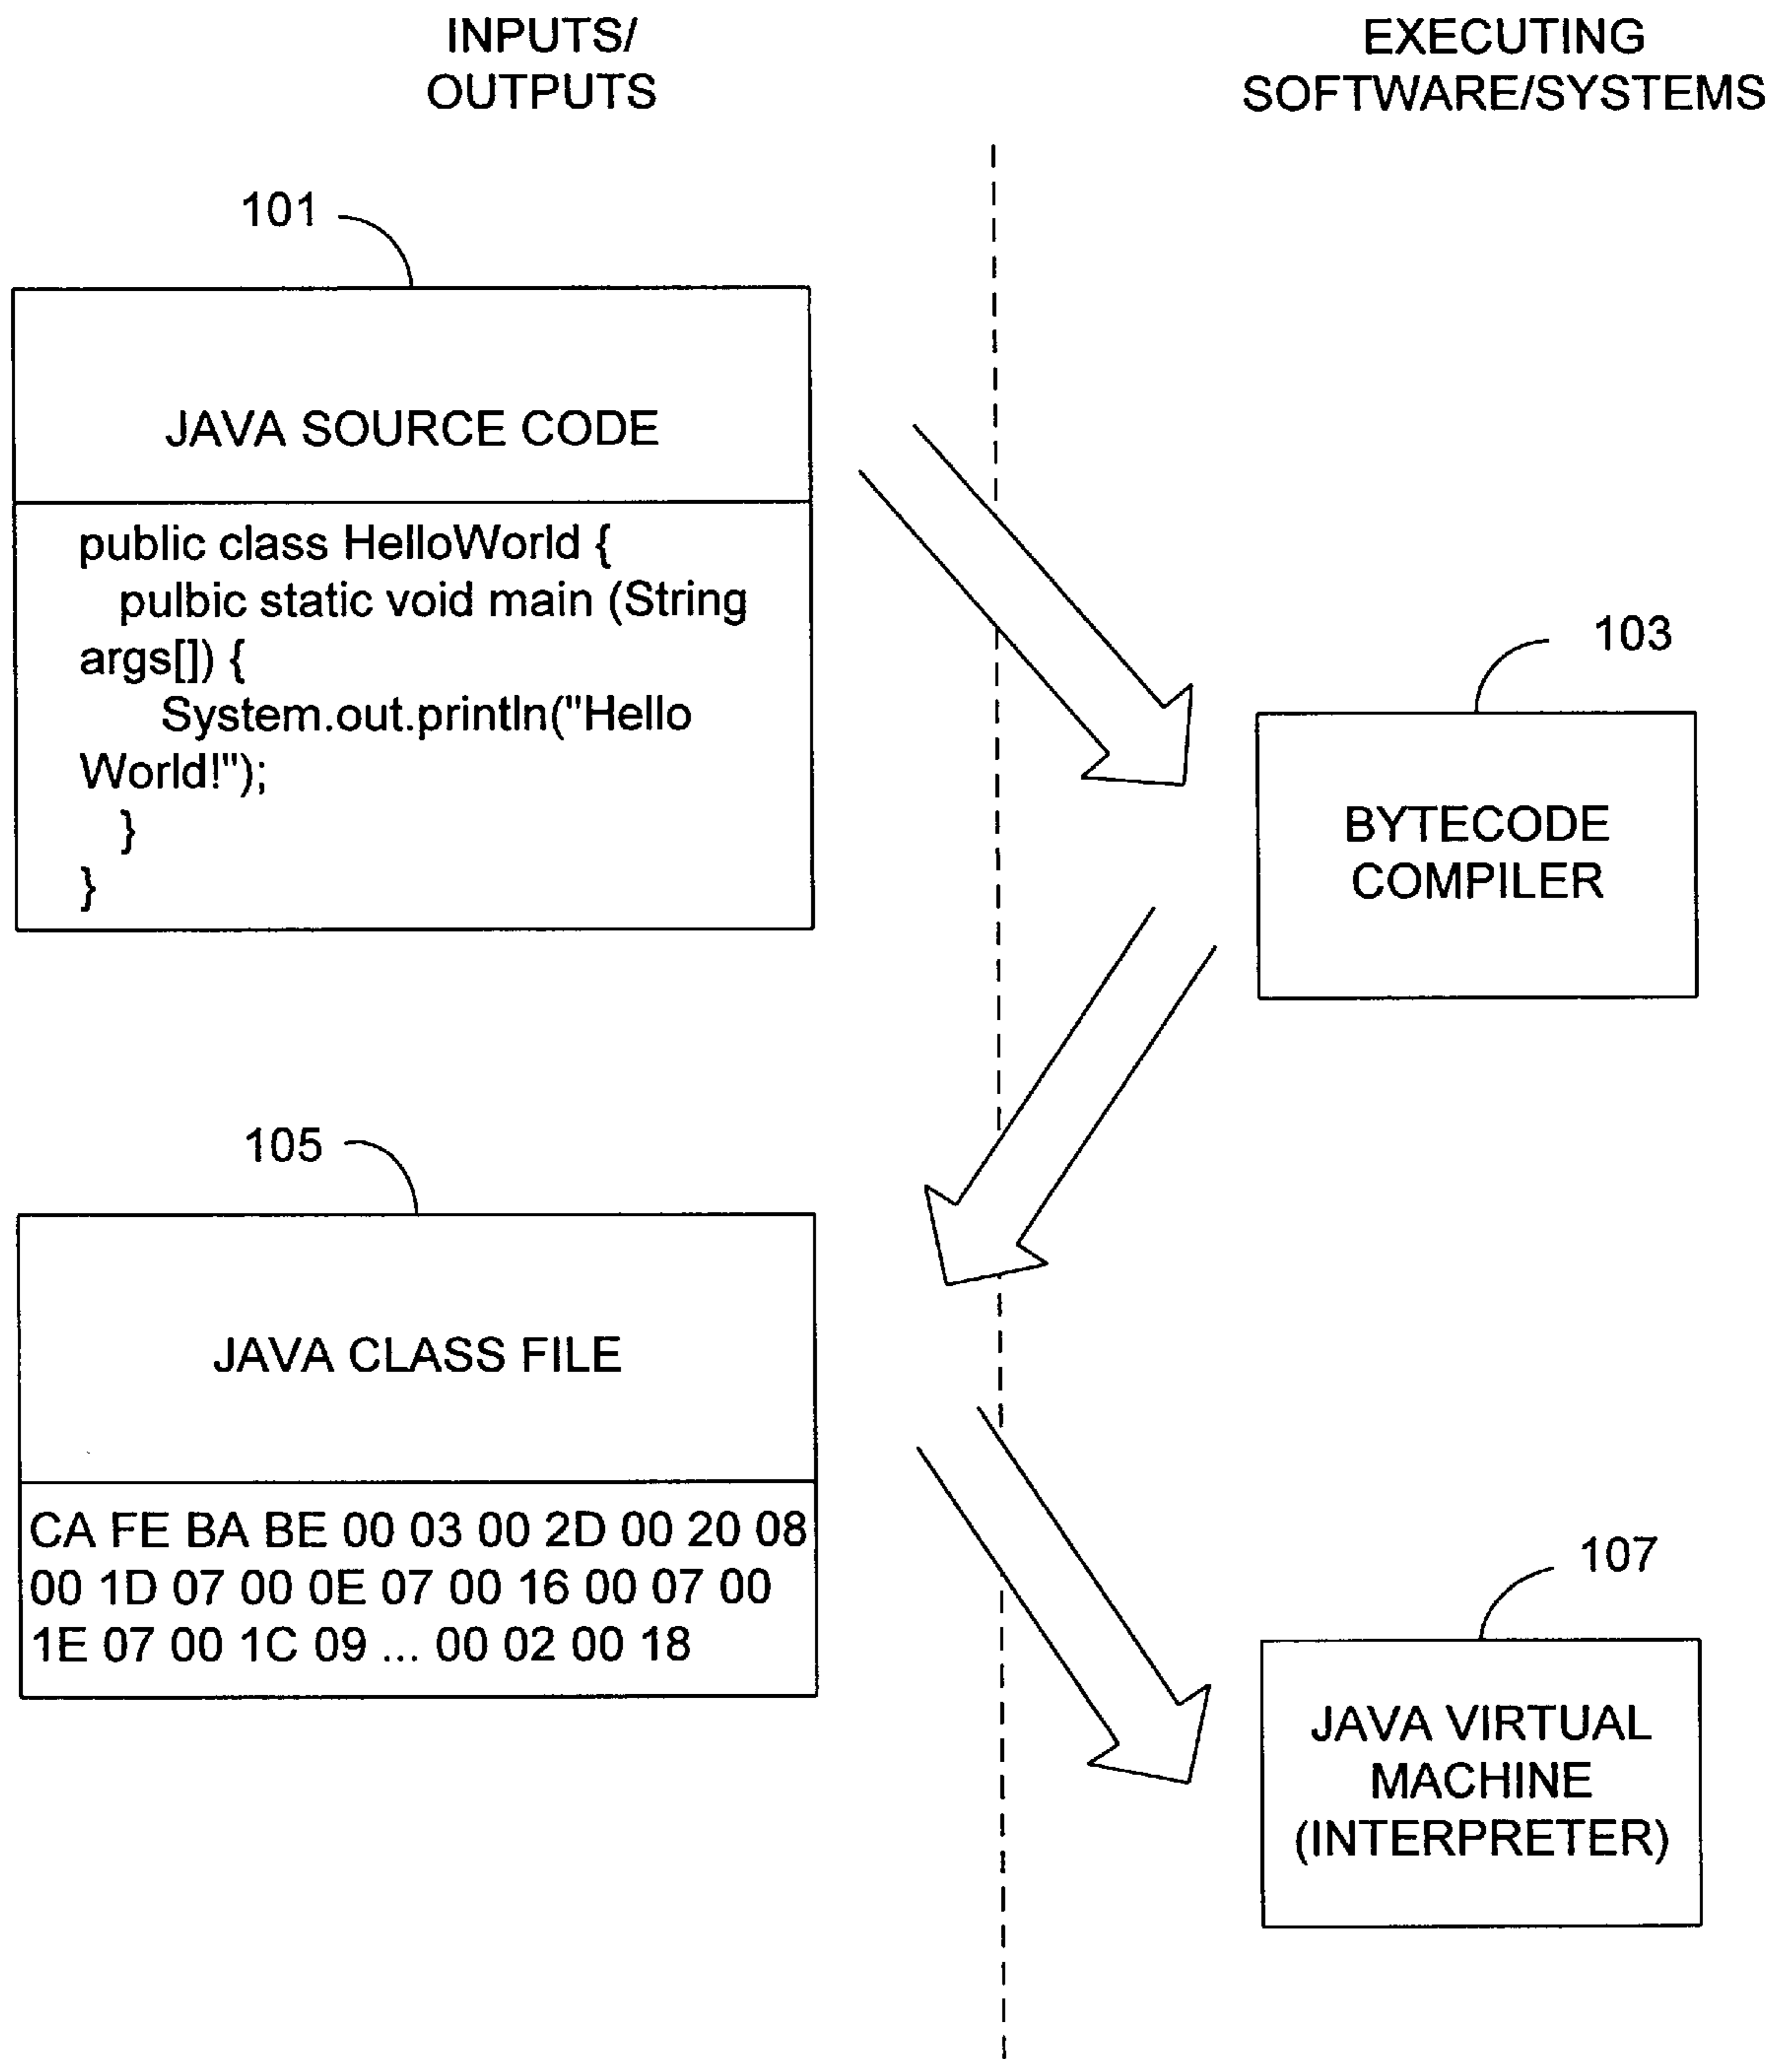 INPUTS/
OUTPUTS
EXECUTING
SOFTWARE/SYSTEMS
101
JAVA SOURCE CODE
public class HelloWorld {
pulbic static void main (String
args[]) {
System.out.println("Hello
World!");
}
}
103
BYTECODE
COMPILER
105
JAVA CLASS FILE
CA FE BA BE 00 03 00 2D 00 20 08
00 1D 07 00 0E 07 00 16 00 07 00
1E 07 00 1C 09 ... 00 02 00 18
107
JAVA VIRTUAL
MACHINE
(INTERPRETER)